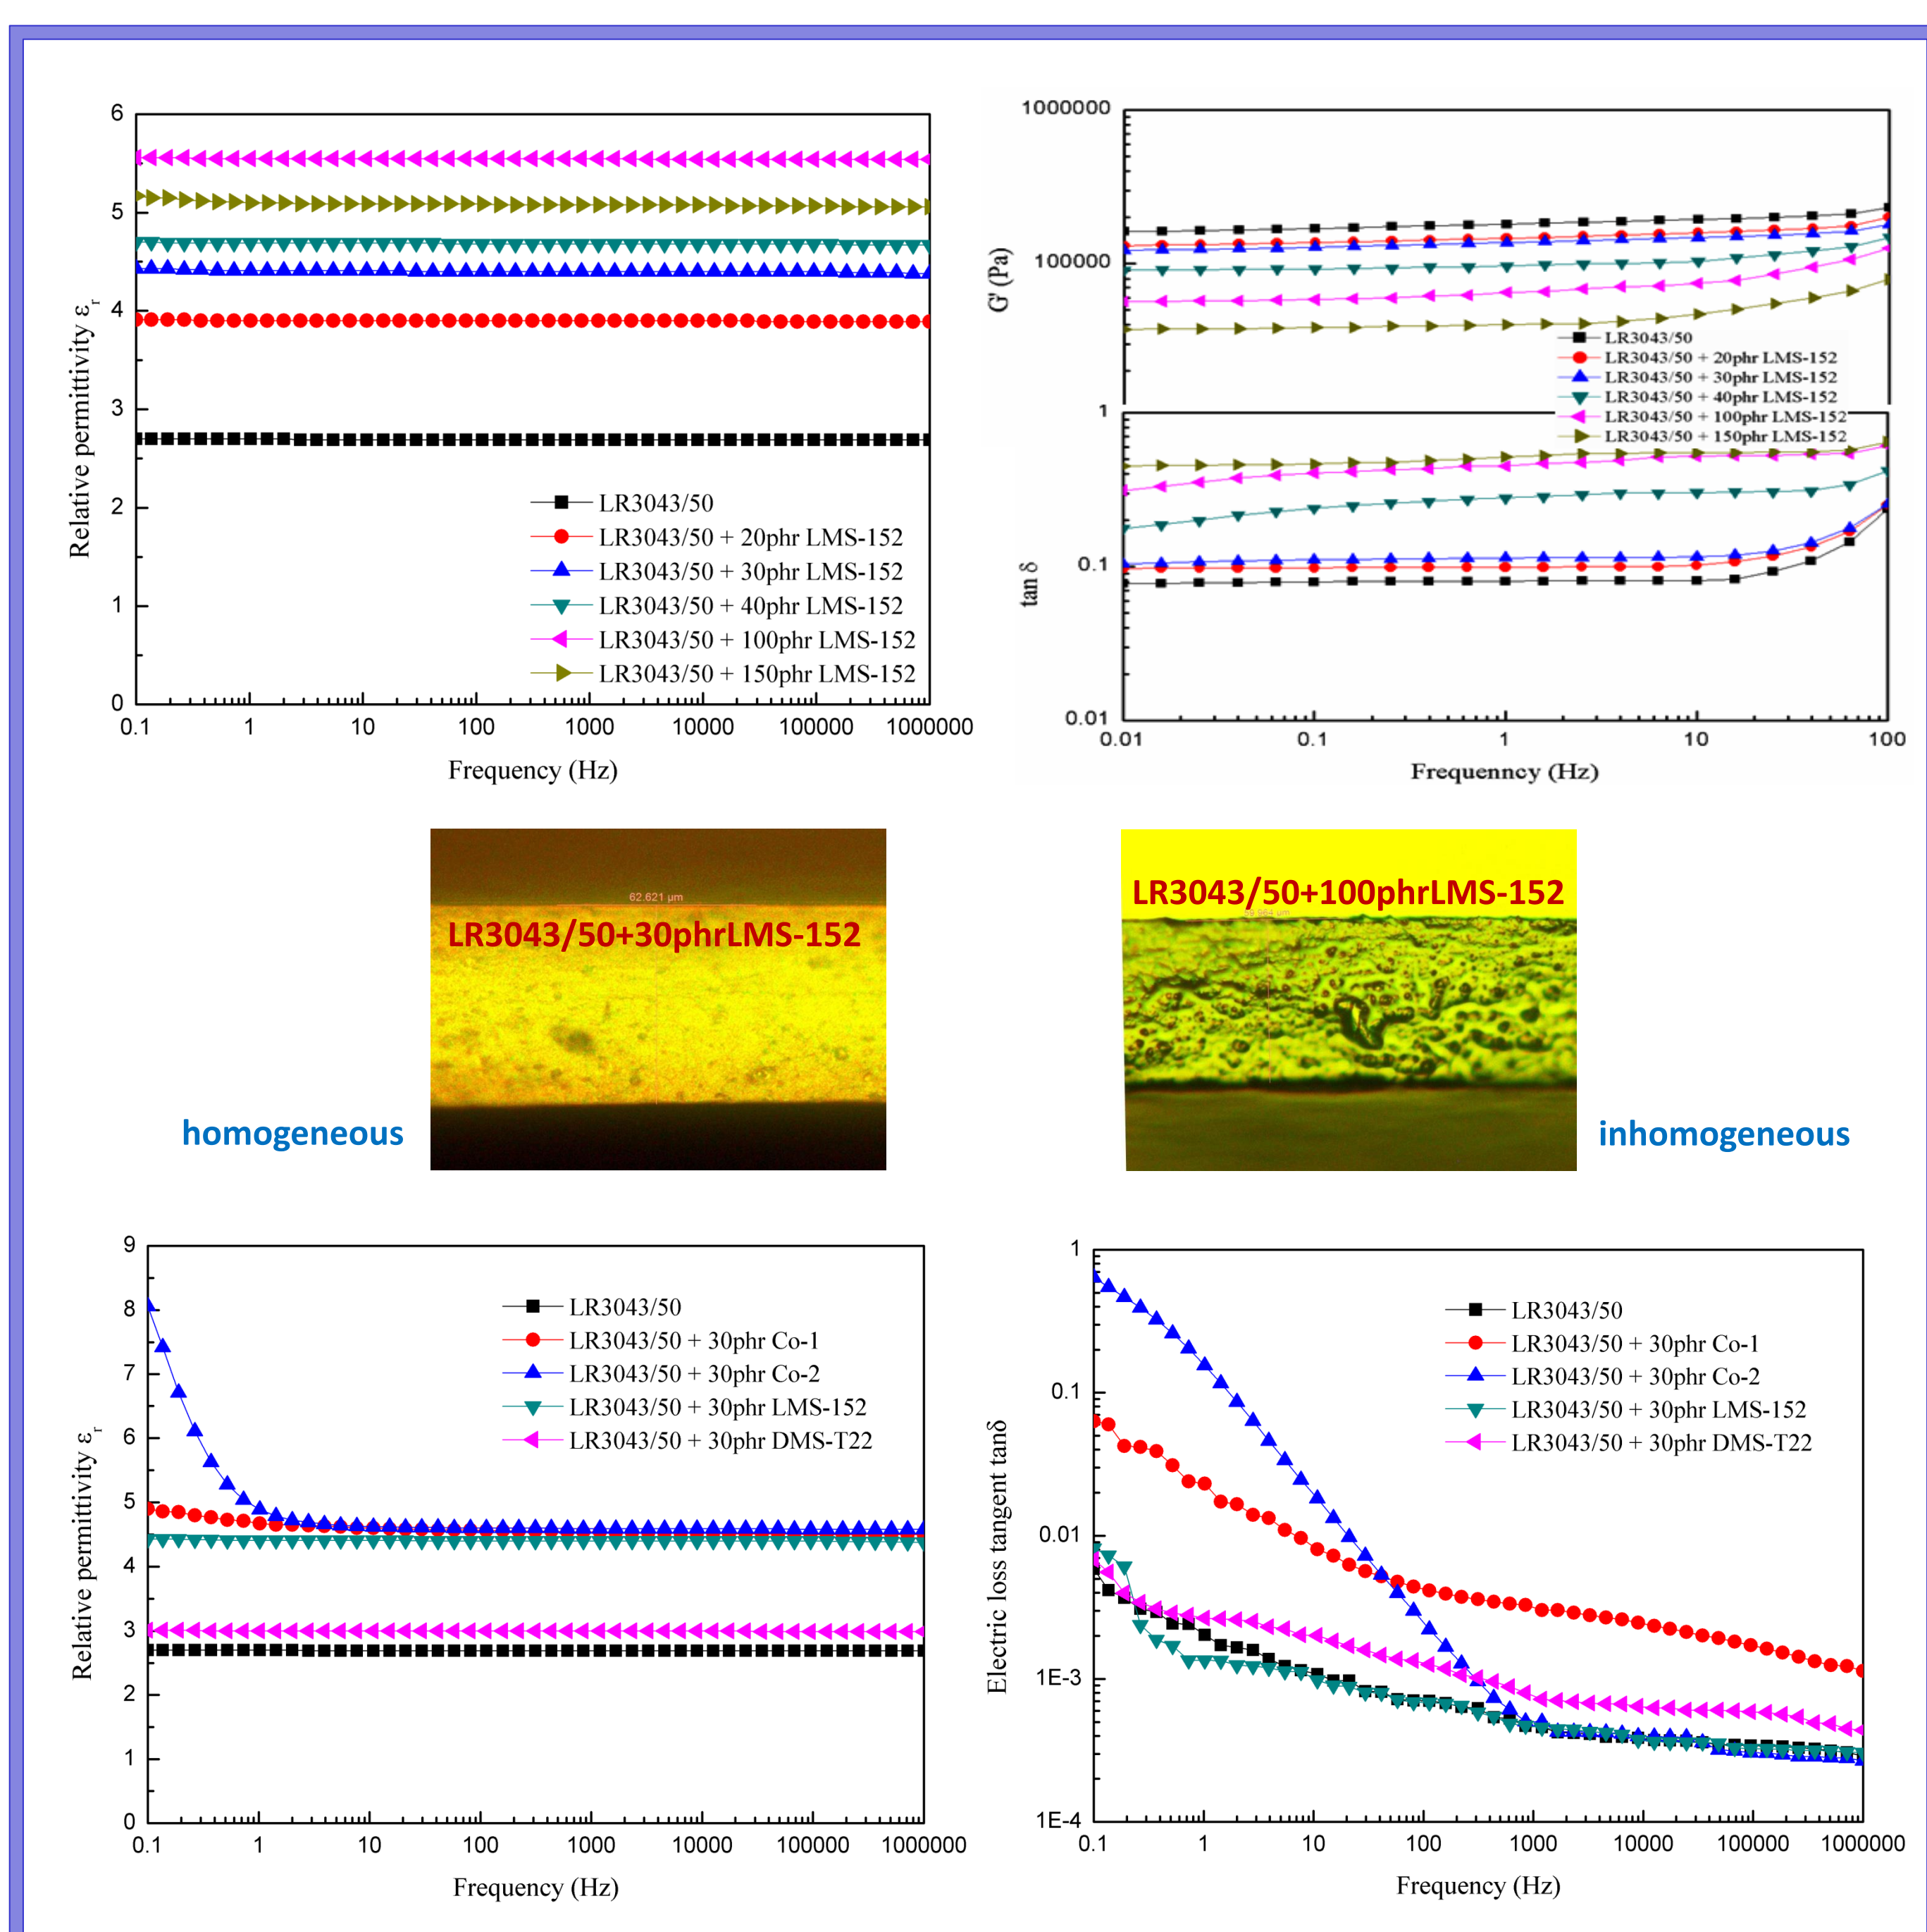 6
5
4
3
2
1
0
Relative permittivity εr
LR3043/50
LR3043/50 + 20phr LMS-152
LR3043/50 + 30phr LMS-152
LR3043/50 + 40phr LMS-152
LR3043/50 + 100phr LMS-152
LR3043/50 + 150phr LMS-152
0.1 1 10 100 1000 10000 100000 1000000
Frequency (Hz)
1000000
100000
G' (Pa)
LR3043/50
LR3043/50 + 20phr LMS-152
LR3043/50 + 30phr LMS-152
LR3043/50 + 40phr LMS-152
LR3043/50 + 100phr LMS-152
LR3043/50 + 150phr LMS-152
1
0.1
0.01
tan δ
0.01 0.1 1 10 100
Frequenncy (Hz)
62.621 µm
LR3043/50+30phrLMS-152
homogeneous
LR3043/50+100phrLMS-152
inhomogeneous
9
8
7
6
5
4
3
2
1
0
Relative permittivity εr
LR3043/50
LR3043/50 + 30phr Co-1
LR3043/50 + 30phr Co-2
LR3043/50 + 30phr LMS-152
LR3043/50 + 30phr DMS-T22
0.1 1 10 100 1000 10000 100000 1000000
Frequency (Hz)
1
0.1
0.01
1E-3
1E-4
Electric loss tangent tanδ
LR3043/50
LR3043/50 + 30phr Co-1
LR3043/50 + 30phr Co-2
LR3043/50 + 30phr LMS-152
LR3043/50 + 30phr DMS-T22
0.1 1 10 100 1000 10000 100000 1000000
Frequency (Hz)